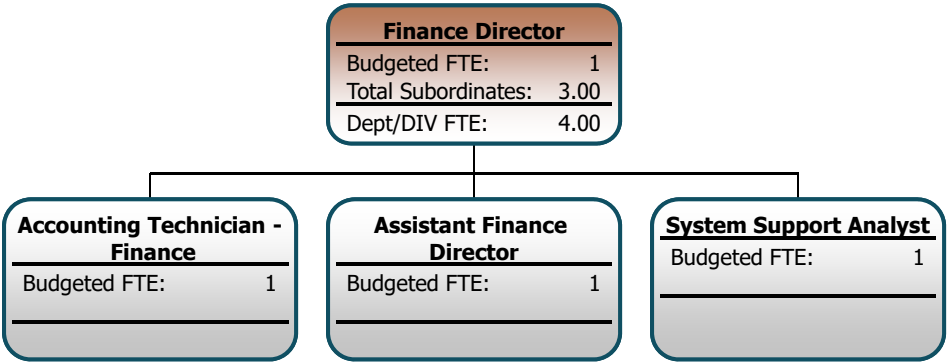 Finance Director
Budgeted FTE: 1
Total Subordinates: 3.00
Dept/DIV FTE: 4.00
Accounting Technician -
Finance
Budgeted FTE: 1
Assistant Finance
Director
Budgeted FTE: 1
System Support Analyst
Budgeted FTE: 1